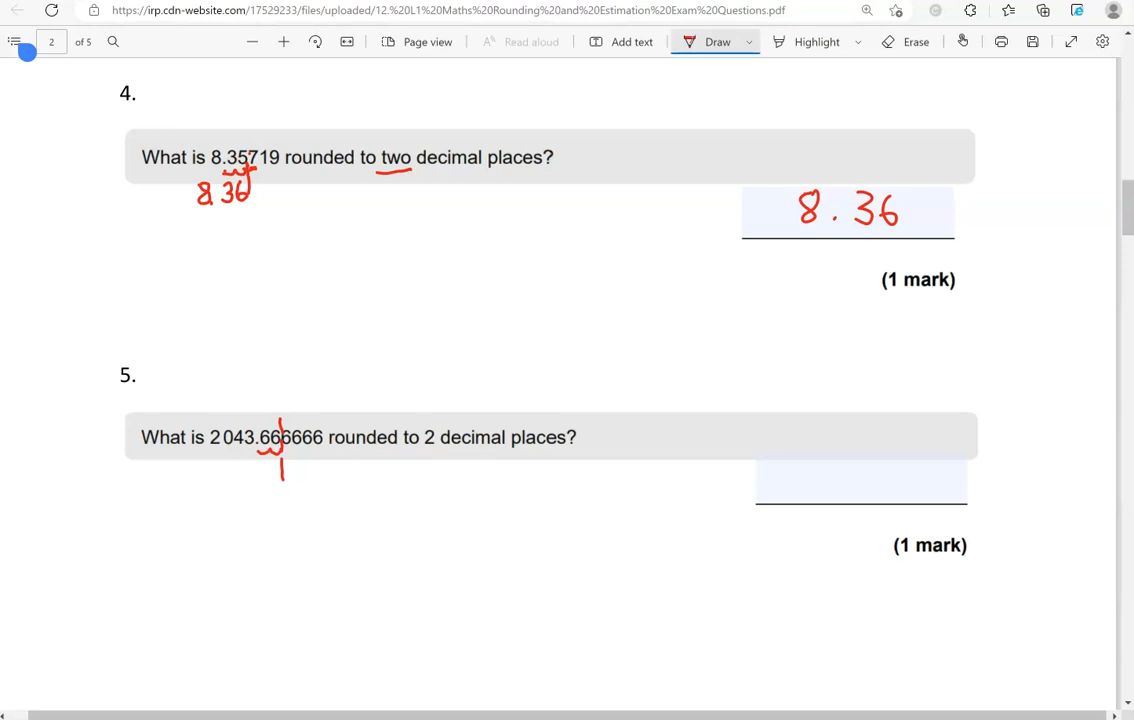 https://irp.cdn-website.com/17529233/files/uploaded/12.%20L1%20Maths%20Rounding%20and%20Estimation%20Exam%20Questions.pdf
2 of 5 Page view Read aloud Add text Draw Highlight Erase
4.
What is 8.35719 rounded to two decimal places?
8.36
8.36
(1 mark)
5.
What is 2 043.666666 rounded to 2 decimal places?
(1 mark)